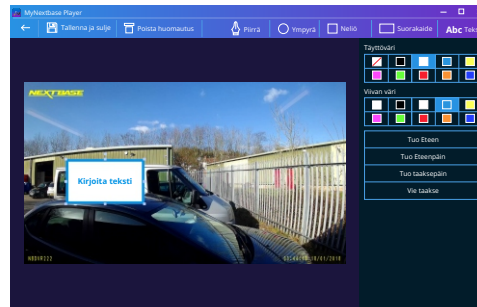 MyNextbase Player
Tallenna ja sulje
Poista huomautus
Piirrä
Ympyrä
Neliö
Suorakaide
Abc Teks
Täyttöväri
Viivan väri
Tuo Eteen
Tuo Eteenpäin
Tuo taaksepäin
Vie taakse
NEXTBASE
Kirjoita teksti